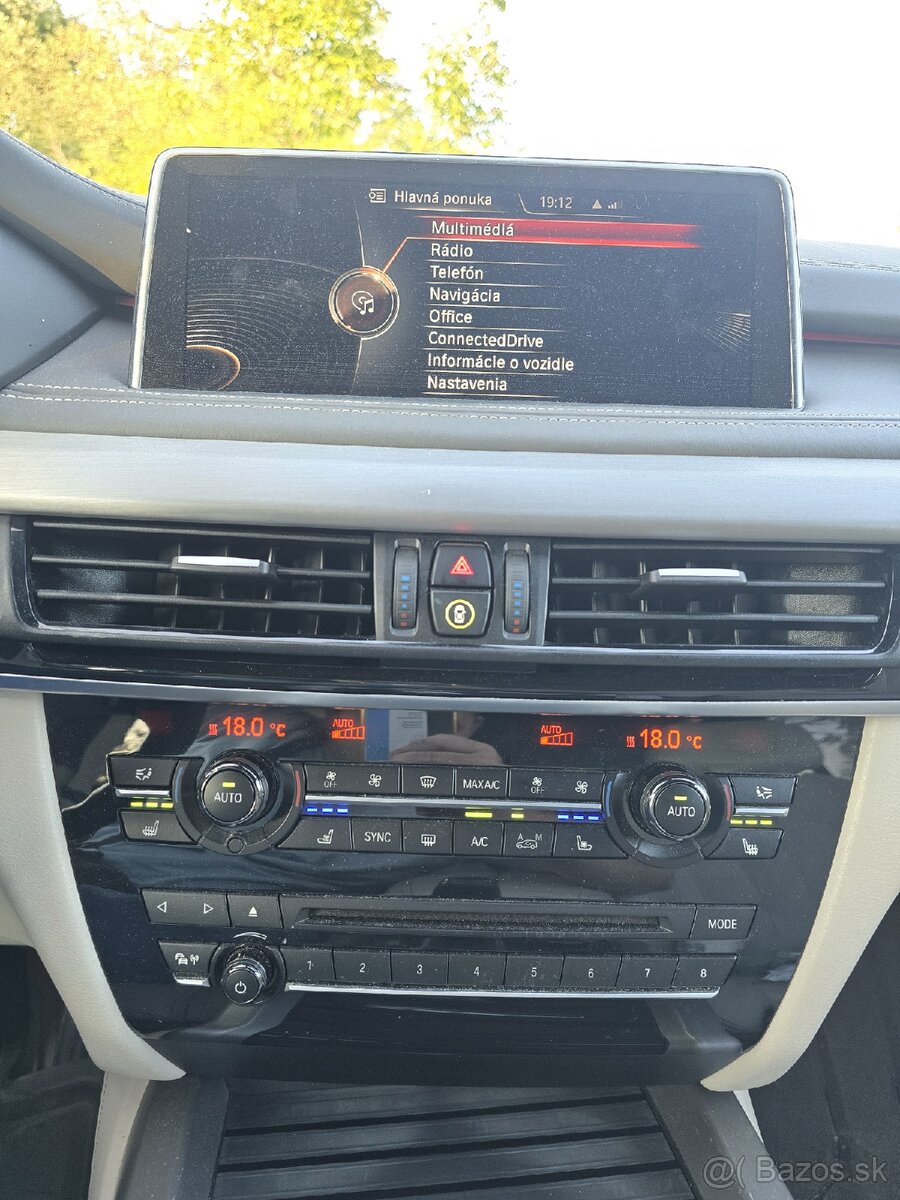 Hlavná ponuka 19:12
Multimédiá
Rádio
Telefón
Navigácia
Office
ConnectedDrive
Informácie o vozidle
Nastavenia
18.0 °C AUTO AUTO 18.0 °C
OFF MAX A/C OFF
AUTO AUTO
SYNC A/C A M
MODE
1 2 3 4 5 6 7 8
@( Bazos.sk